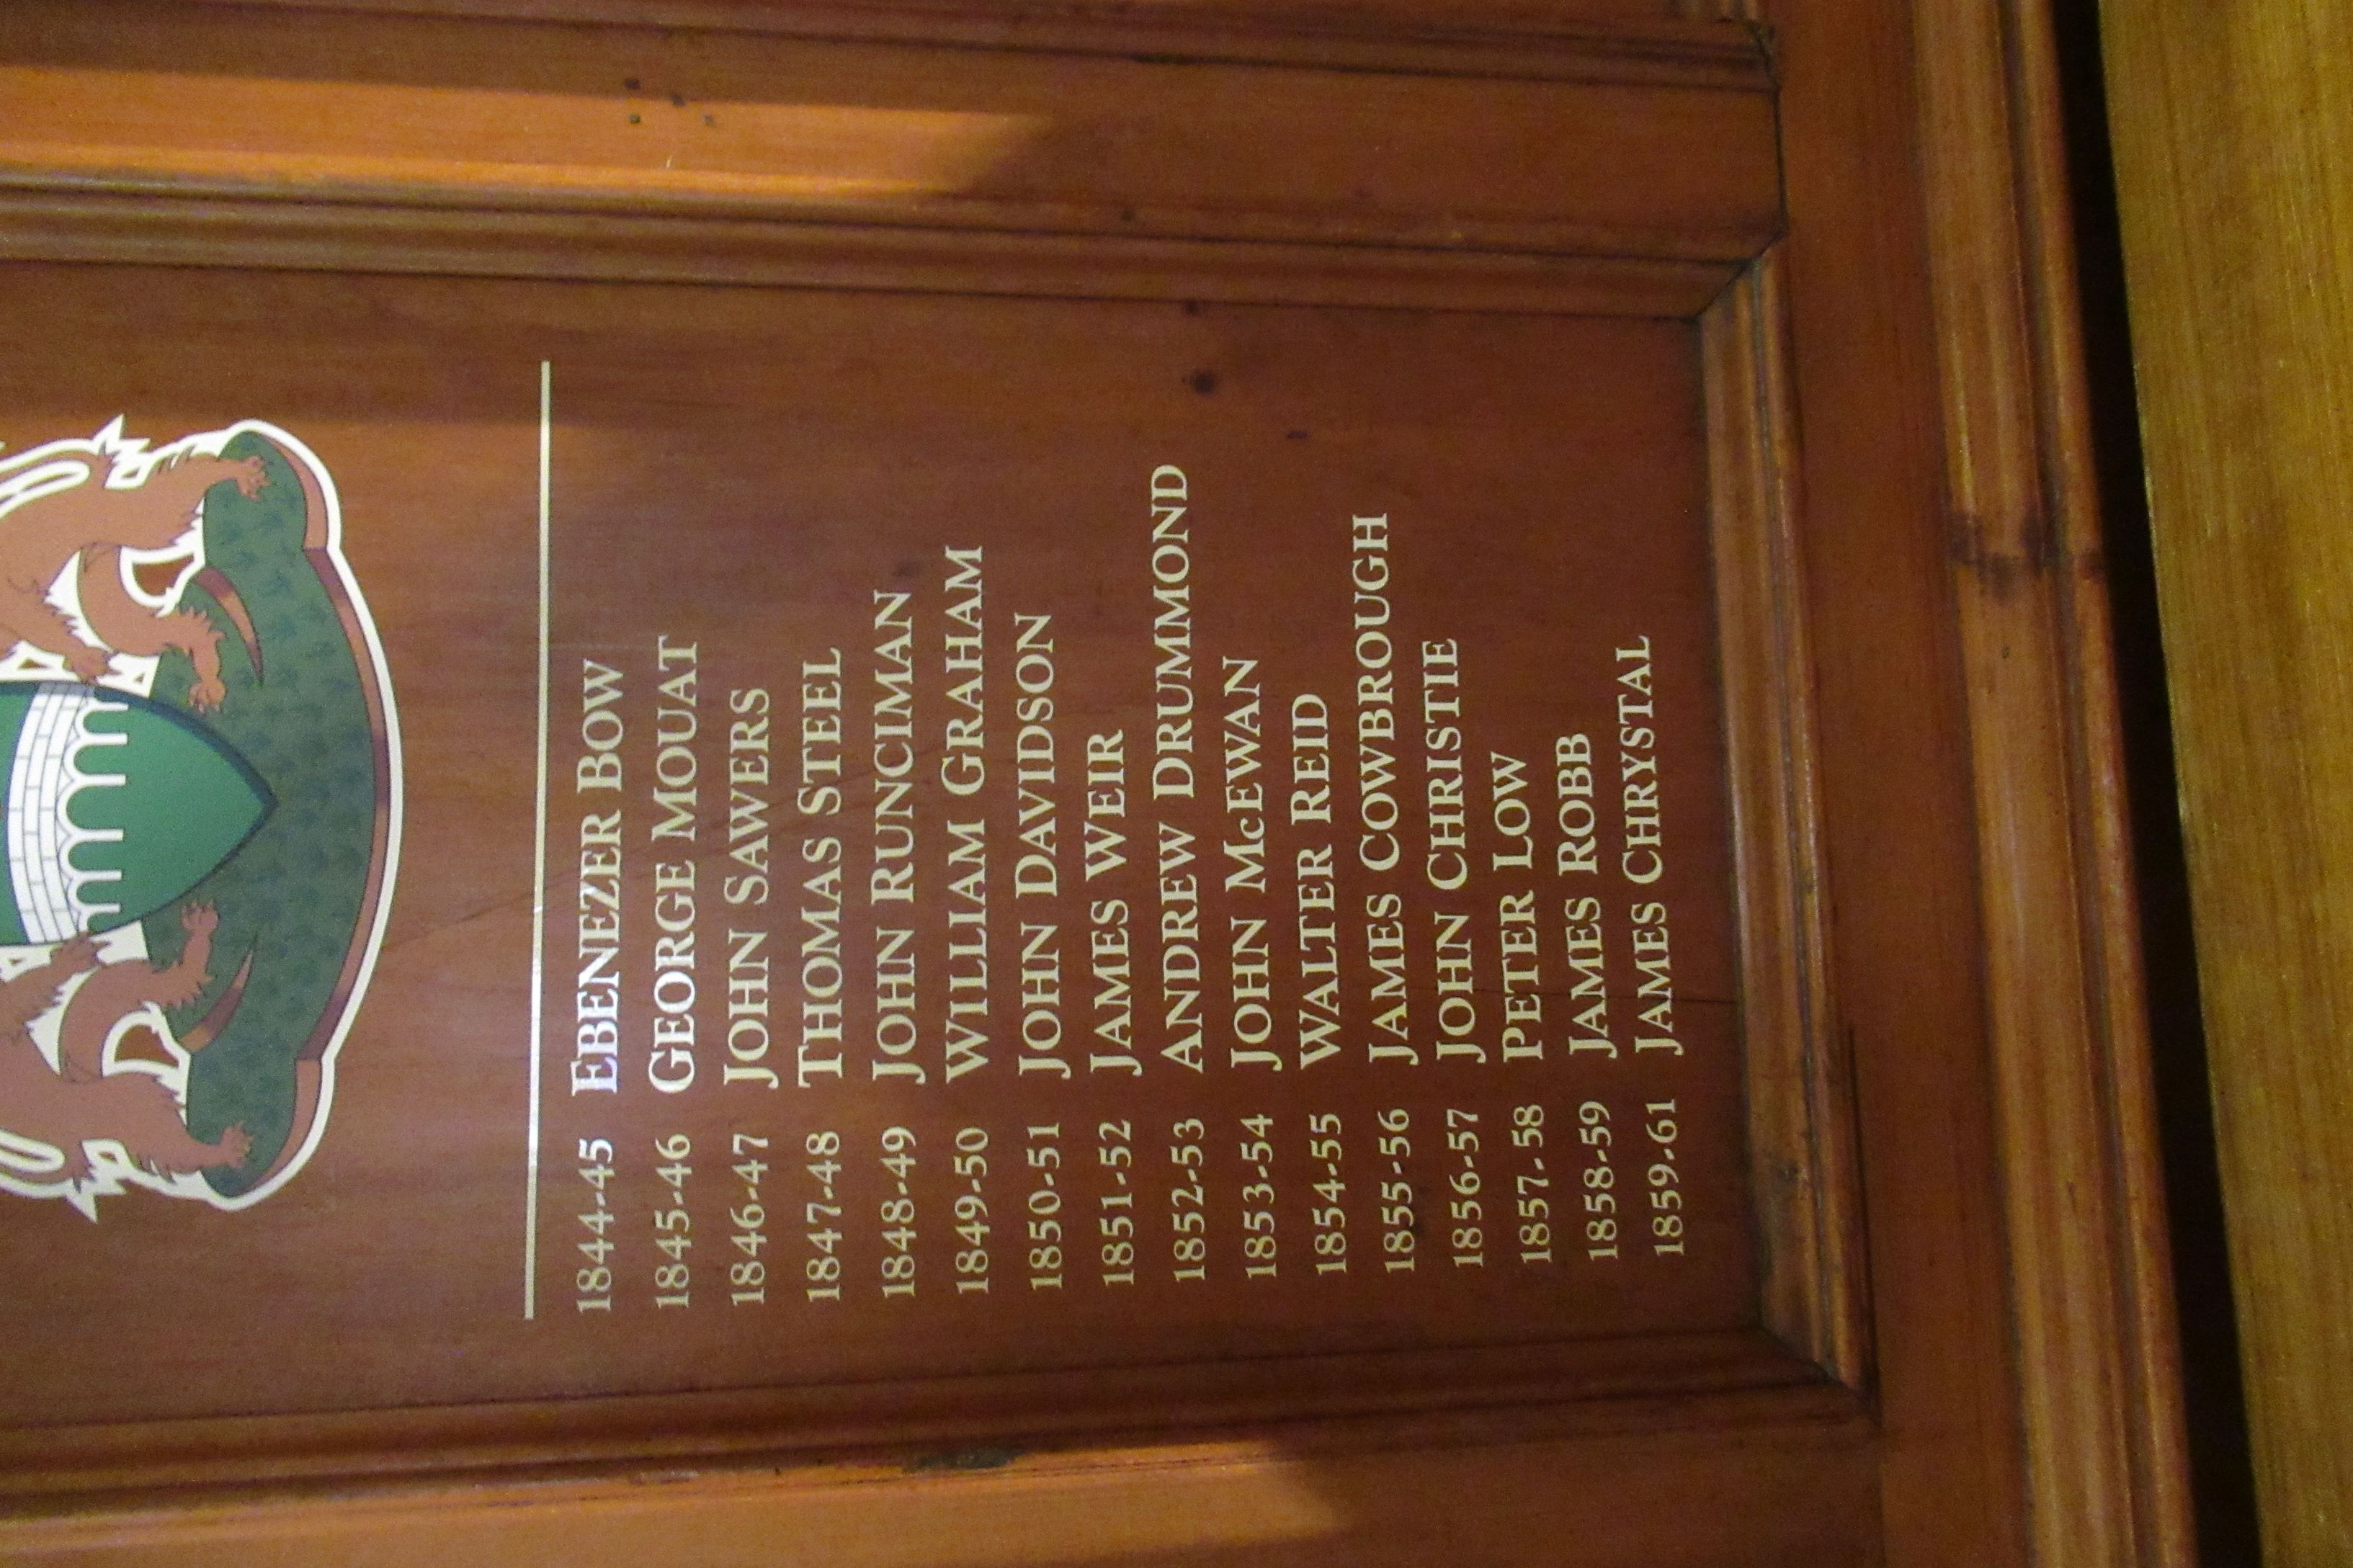 1844-45 EBENEZER BOW
1845-46 GEORGE MOUAT
1846-47 JOHN SAWERS
1847-48 THOMAS STEEL
1848-49 JOHN RUNCIMAN
1849-50 WILLIAM GRAHAM
1850-51 JOHN DAVIDSON
1851-52 JAMES WEIR
1852-53 ANDREW DRUMMOND
1853-54 JOHN McEWAN
1854-55 WALTER REID
1855-56 JAMES COWBROUGH
1856-57 JOHN CHRISTIE
1857-58 PETER LOW
1858-59 JAMES ROBB
1859-61 JAMES CHRYSTAL